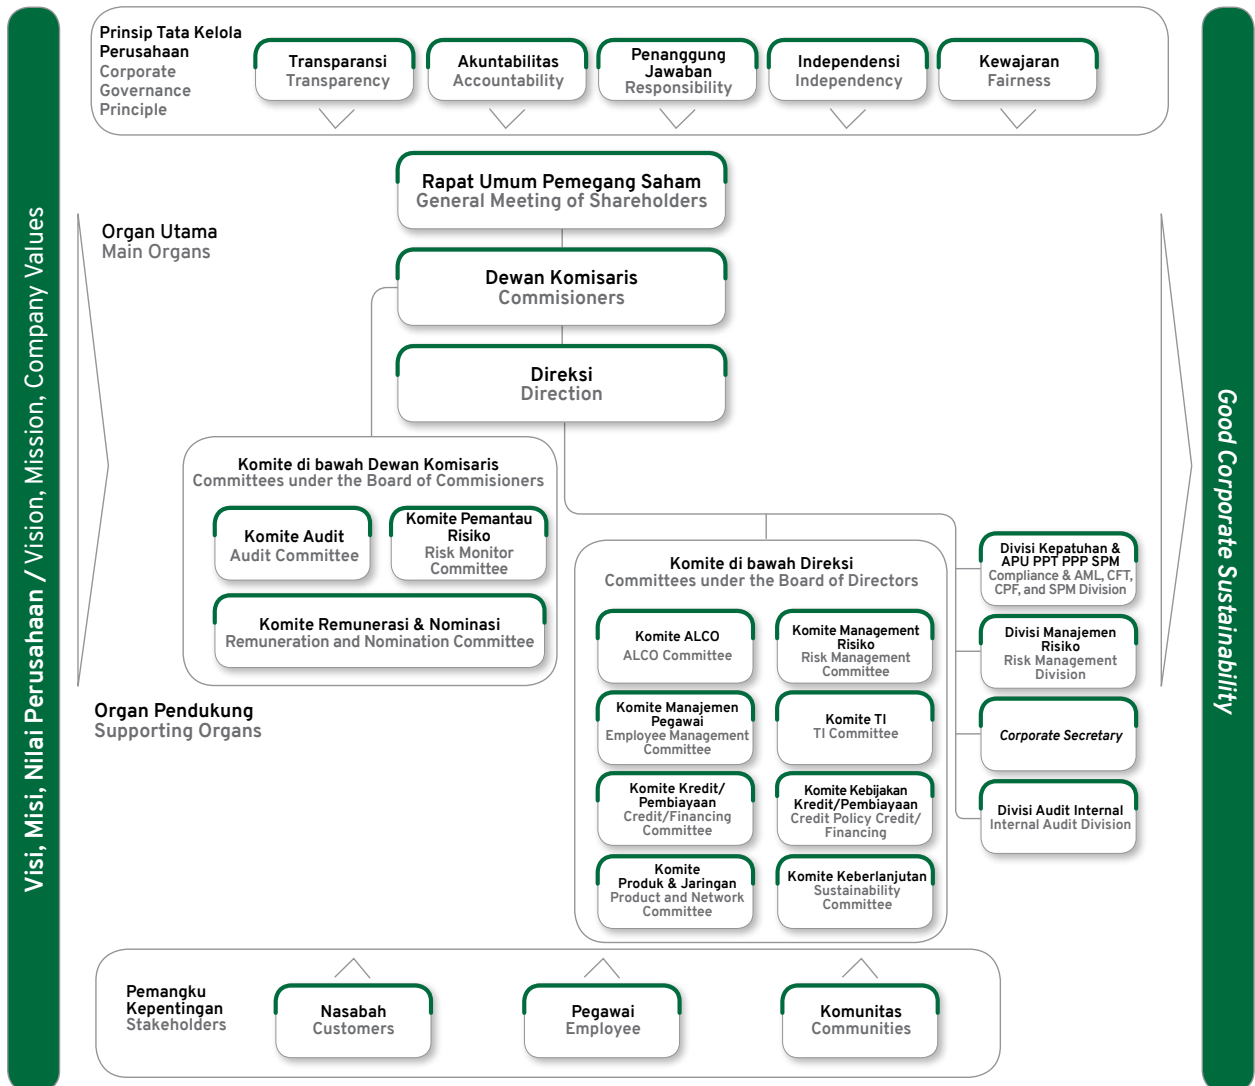 Visi, Misi, Nilai Perusahaan / Vision, Mission, Company Values
Prinsip Tata Kelola
Perusahaan
Corporate
Governance
Principle
Transparansi
Transparency
Akuntabilitas
Accountability
Penanggung
Jawaban
Responsibility
Independensi
Independency
Kewajaran
Fairness
Rapat Umum Pemegang Saham
General Meeting of Shareholders
Organ Utama
Main Organs
Dewan Komisaris
Commisioners
Direksi
Direction
Komite di bawah Dewan Komisaris
Committees under the Board of Commisioners
Komite Audit
Audit Committee
Komite Pemantau
Risiko
Risk Monitor
Committee
Komite Remunerasi & Nominasi
Remuneration and Nomination Committee
Organ Pendukung
Supporting Organs
Komite di bawah Direksi
Committees under the Board of Directors
Komite ALCO
ALCO Committee
Komite Management
Risiko
Risk Management
Committee
Komite Manajemen
Pegawai
Employee Management
Committee
Komite TI
TI Committee
Komite Kredit/
Pembiayaan
Credit/Financing
Committee
Komite Kebijakan
Kredit/Pembiayaan
Credit Policy Credit/
Financing
Komite
Produk & Jaringan
Product and Network
Committee
Komite Keberlanjutan
Sustainability
Committee
Divisi Kepatuhan &
APU PPT PPP SPM
Compliance & AML, CFT,
CPF, and SPM Division
Divisi Manajemen
Risiko
Risk Management
Division
Corporate Secretary
Divisi Audit Internal
Internal Audit Division
Pemangku
Kepentingan
Stakeholders
Nasabah
Customers
Pegawai
Employee
Komunitas
Communities
Good Corporate Sustainability